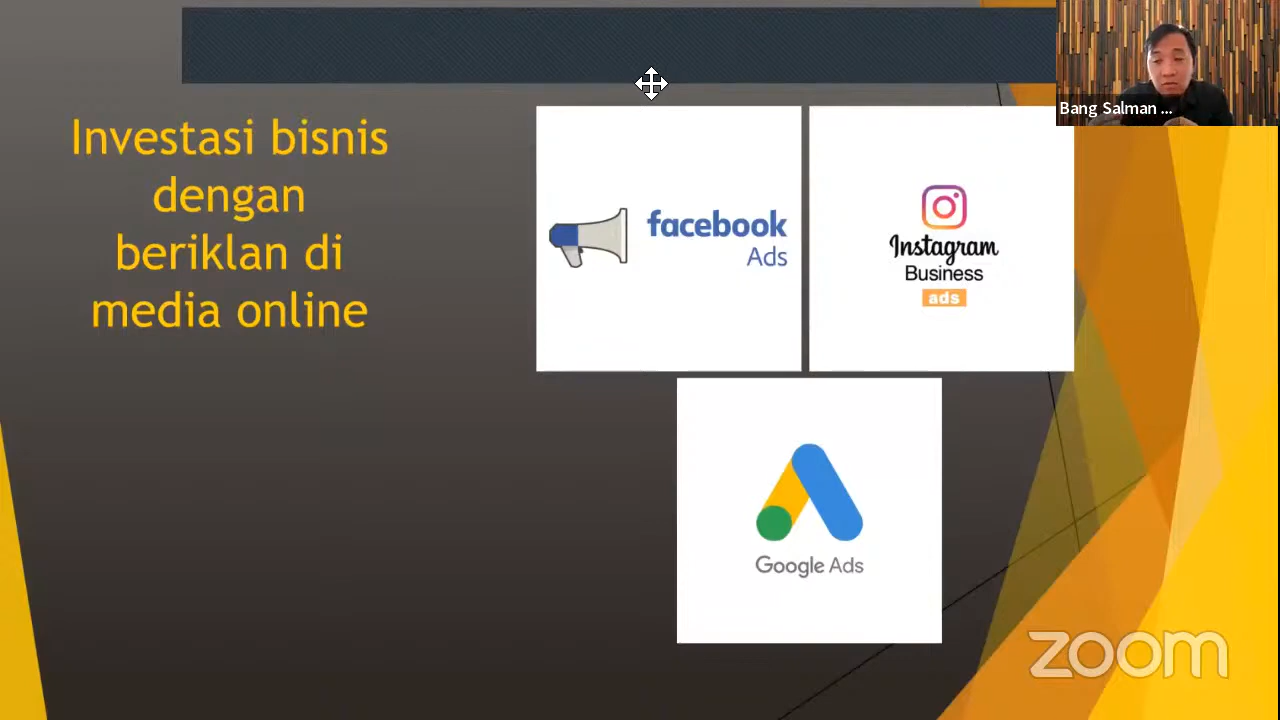 Investasi bisnis
dengan
beriklan di
media online
facebook
Ads
Instagram
Business
ads
Google Ads
Bang Salman ...
zoom